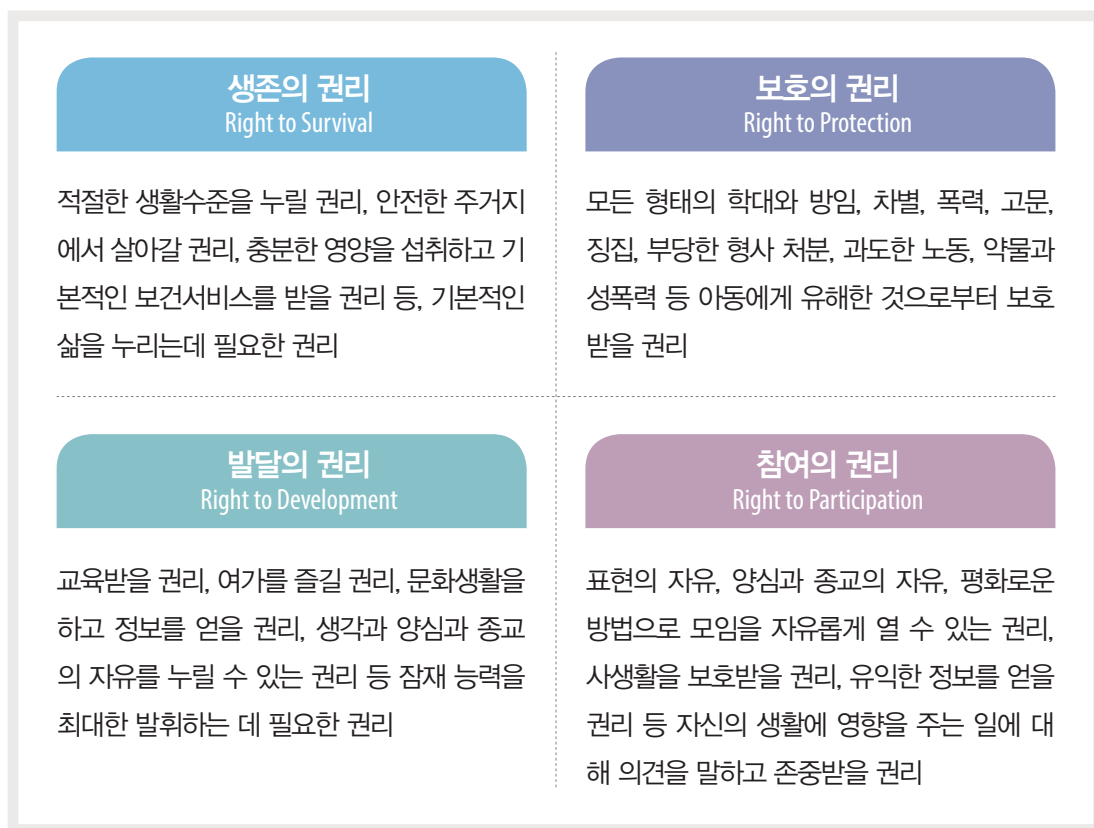 생존의 권리
Right to Survival
적절한 생활수준을 누릴 권리, 안전한 주거지
에서 살아갈 권리, 충분한 영양을 섭취하고 기
본적인 보건서비스를 받을 권리 등, 기본적인
삶을 누리는데 필요한 권리
보호의 권리
Right to Protection
모든 형태의 학대와 방임, 차별, 폭력, 고문,
징집, 부당한 형사 처분, 과도한 노동, 약물과
성폭력 등 아동에게 유해한 것으로부터 보호
받을 권리
발달의 권리
Right to Development
교육받을 권리, 여가를 즐길 권리, 문화생활을
하고 정보를 얻을 권리, 생각과 양심과 종교
의 자유를 누릴 수 있는 권리 등 잠재 능력을
최대한 발휘하는 데 필요한 권리
참여의 권리
Right to Participation
표현의 자유, 양심과 종교의 자유, 평화로운
방법으로 모임을 자유롭게 열 수 있는 권리,
사생활을 보호받을 권리, 유익한 정보를 얻을
권리 등 자신의 생활에 영향을 주는 일에 대
해 의견을 말하고 존중받을 권리